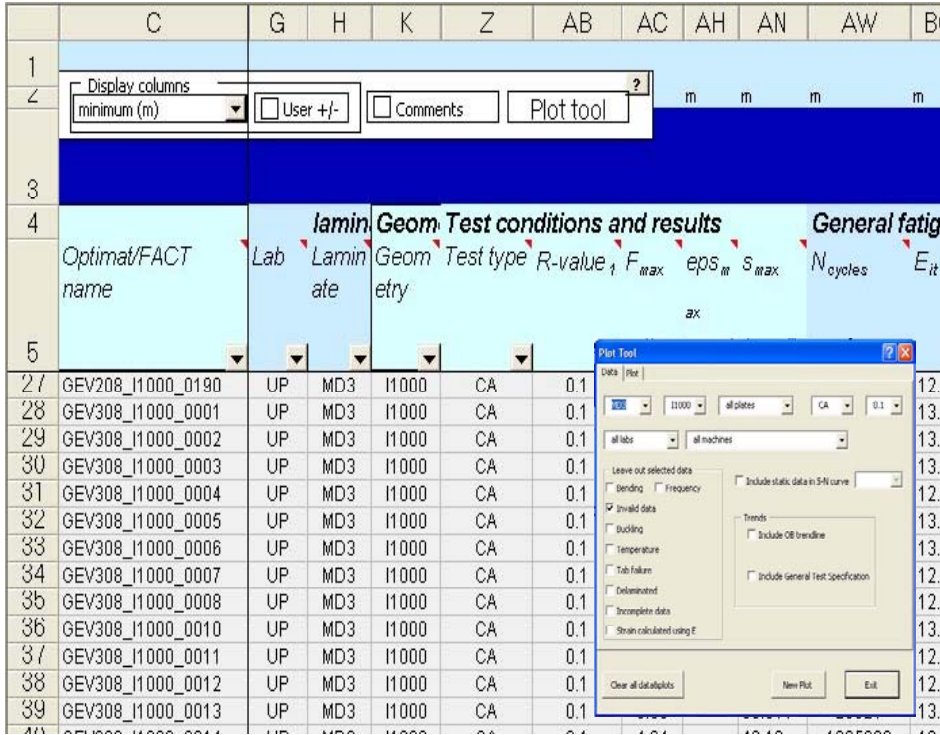 C G H K Z AB AC AH AN AW B
1
Display columns
2 minimum (m) User +/- Comments Plot tool ? m m m m
3
4 lamin Geom Test conditions and results General fatig
Optimat/FACT name Lab Lamin ate Geom etry Test type R-value 1 F max eps m ax s max N cycles E it
5
27 GEV208_I1000_0190 UP MD3 I1000 CA 0.1 12.
28 GEV308_I1000_0001 UP MD3 I1000 CA 0.1 13.
29 GEV308_I1000_0002 UP MD3 I1000 CA 0.1 13.
30 GEV308_I1000_0003 UP MD3 I1000 CA 0.1 13.
31 GEV308_I1000_0004 UP MD3 I1000 CA 0.1 12.
32 GEV308_I1000_0005 UP MD3 I1000 CA 0.1 13.
33 GEV308_I1000_0006 UP MD3 I1000 CA 0.1 13.
34 GEV308_I1000_0007 UP MD3 I1000 CA 0.1 12.
35 GEV308_I1000_0008 UP MD3 I1000 CA 0.1 12.
36 GEV308_I1000_0010 UP MD3 I1000 CA 0.1 13.
37 GEV308_I1000_0011 UP MD3 I1000 CA 0.1 12.
38 GEV308_I1000_0012 UP MD3 I1000 CA 0.1 12.
39 GEV308_I1000_0013 UP MD3 I1000 CA 0.1 13.
Plot Tool
Data Plot
MD3 I1000 all plates CA 0.1
all labs all machines
Leave out selected data
Bending Frequency
Include static data in S-N curve
Invalid data
Buckling
Temperature
Tab failure
Delaminated
Incomplete data
Strain calculated using E
Trends
Include OB trendline
Include General Test Specification
Clear all data&plots New Plot Exit